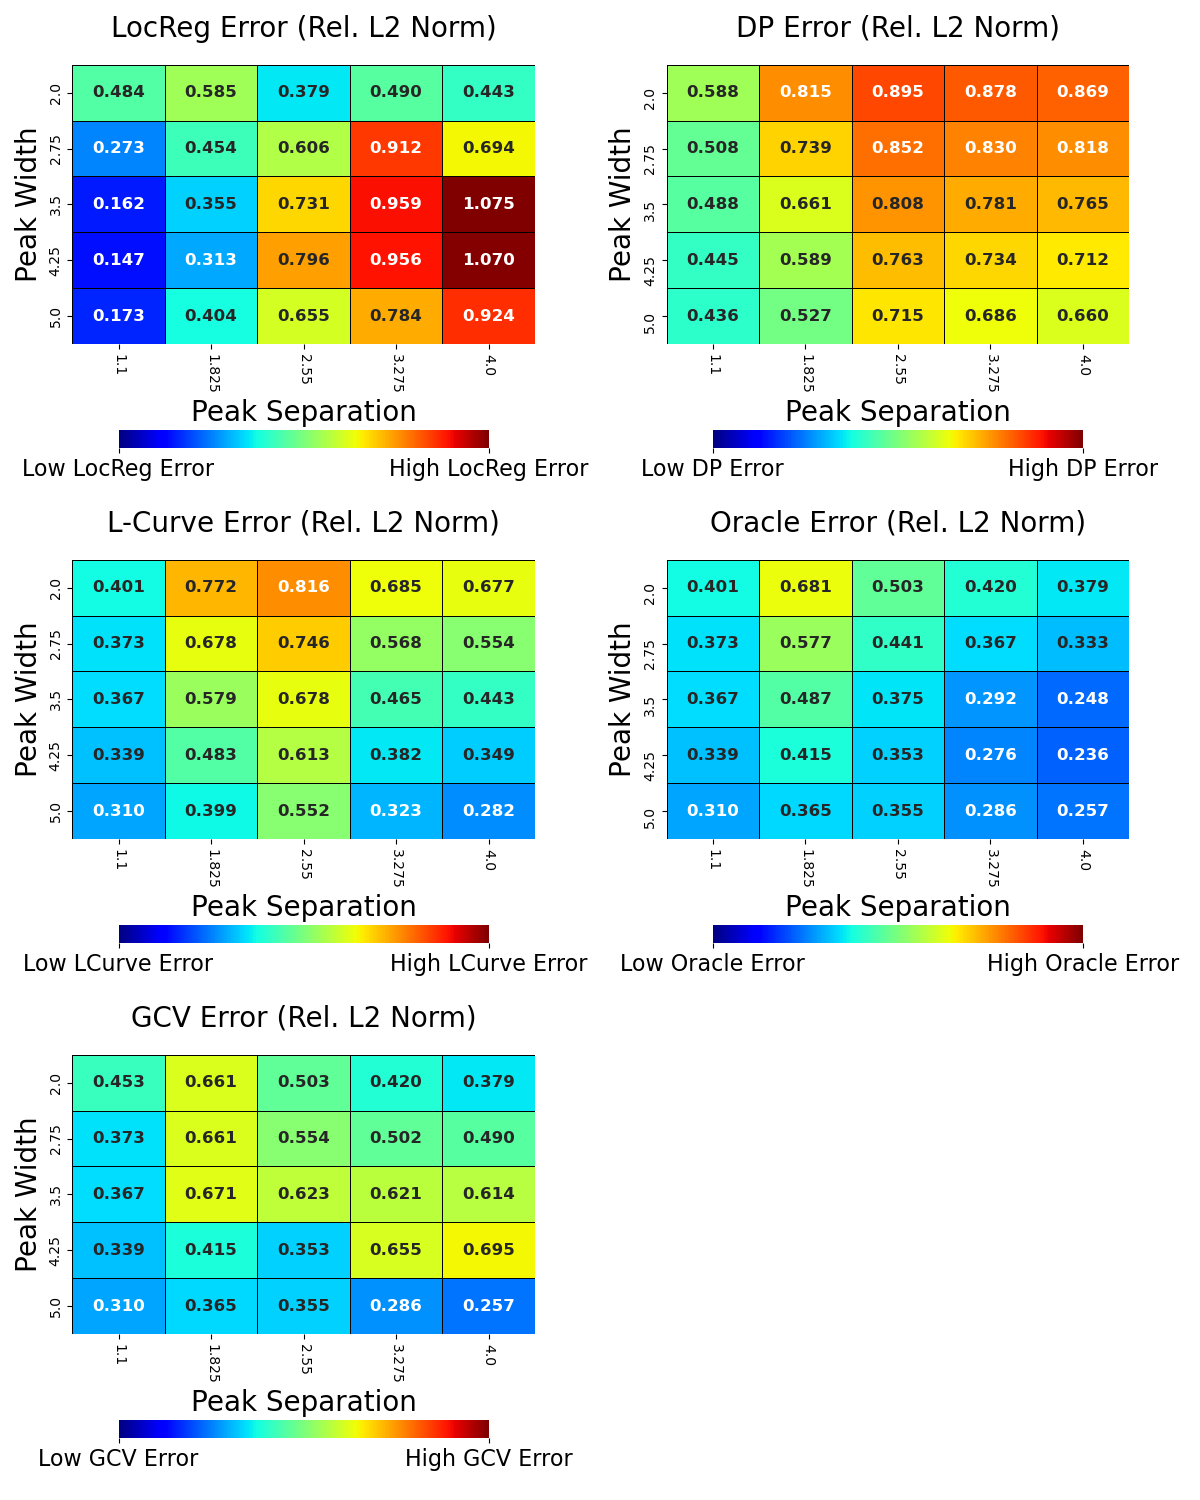 LocReg Error (Rel. L2 Norm)
Peak Width
2.0 0.484 0.585 0.379 0.490 0.443
2.75 0.273 0.454 0.606 0.912 0.694
3.5 0.162 0.355 0.731 0.959 1.075
4.25 0.147 0.313 0.796 0.956 1.070
5.0 0.173 0.404 0.655 0.784 0.924
1.1 1.825 2.55 3.275 4.0
Peak Separation
Low LocReg Error High LocReg Error
DP Error (Rel. L2 Norm)
Peak Width
2.0 0.588 0.815 0.895 0.878 0.869
2.75 0.508 0.739 0.852 0.830 0.818
3.5 0.488 0.661 0.808 0.781 0.765
4.25 0.445 0.589 0.763 0.734 0.712
5.0 0.436 0.527 0.715 0.686 0.660
1.1 1.825 2.55 3.275 4.0
Peak Separation
Low DP Error High DP Error
L-Curve Error (Rel. L2 Norm)
Peak Width
2.0 0.401 0.772 0.816 0.685 0.677
2.75 0.373 0.678 0.746 0.568 0.554
3.5 0.367 0.579 0.678 0.465 0.443
4.25 0.339 0.483 0.613 0.382 0.349
5.0 0.310 0.399 0.552 0.323 0.282
1.1 1.825 2.55 3.275 4.0
Peak Separation
Low LCurve Error High LCurve Error
Oracle Error (Rel. L2 Norm)
Peak Width
2.0 0.401 0.681 0.503 0.420 0.379
2.75 0.373 0.577 0.441 0.367 0.333
3.5 0.367 0.487 0.375 0.292 0.248
4.25 0.339 0.415 0.353 0.276 0.236
5.0 0.310 0.365 0.355 0.286 0.257
1.1 1.825 2.55 3.275 4.0
Peak Separation
Low Oracle Error High Oracle Error
GCV Error (Rel. L2 Norm)
Peak Width
2.0 0.453 0.661 0.503 0.420 0.379
2.75 0.373 0.661 0.554 0.502 0.490
3.5 0.367 0.671 0.623 0.621 0.614
4.25 0.339 0.415 0.353 0.655 0.695
5.0 0.310 0.365 0.355 0.286 0.257
1.1 1.825 2.55 3.275 4.0
Peak Separation
Low GCV Error High GCV Error